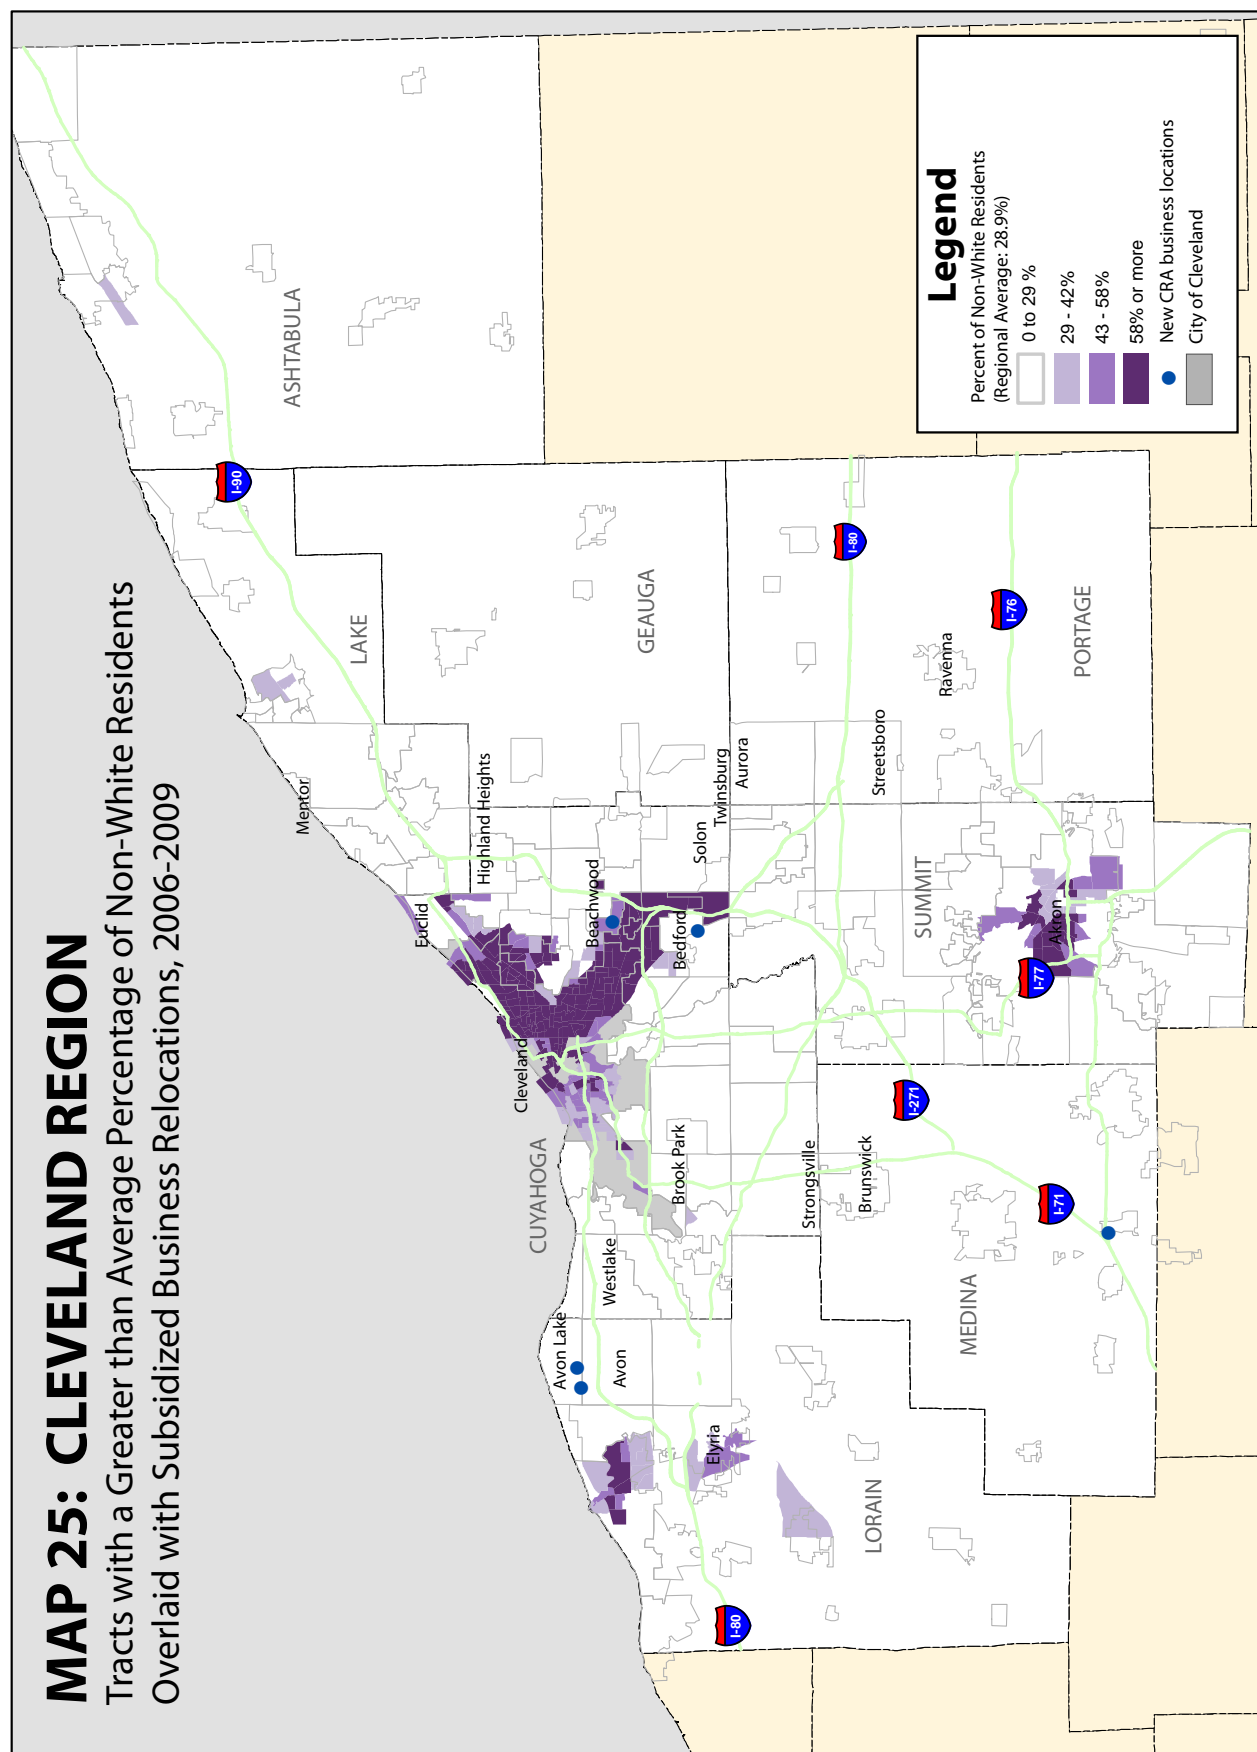 MAP 25: CLEVELAND REGION
Tracts with a Greater than Average Percentage of Non-White Residents
Overlaid with Subsidized Business Relocations, 2006-2009
ASHTABULA
I-90
LAKE
Mentor
GEAUGA
Highland Heights
Euclid
Beachwood
Solon
Twinsburg
Aurora
Bedford
Cleveland
CUYAHOGA
Brook Park
Westlake
Avon Lake
Avon
Strongsville
Brunswick
Elyria
LORAIN
I-80
MEDINA
I-71
I-271
I-77
Akron
SUMMIT
Streetsboro
Ravenna
PORTAGE
I-80
I-76
Legend
Percent of Non-White Residents
(Regional Average: 28.9%)
0 to 29 %
29 - 42%
43 - 58%
58% or more
New CRA business locations
City of Cleveland